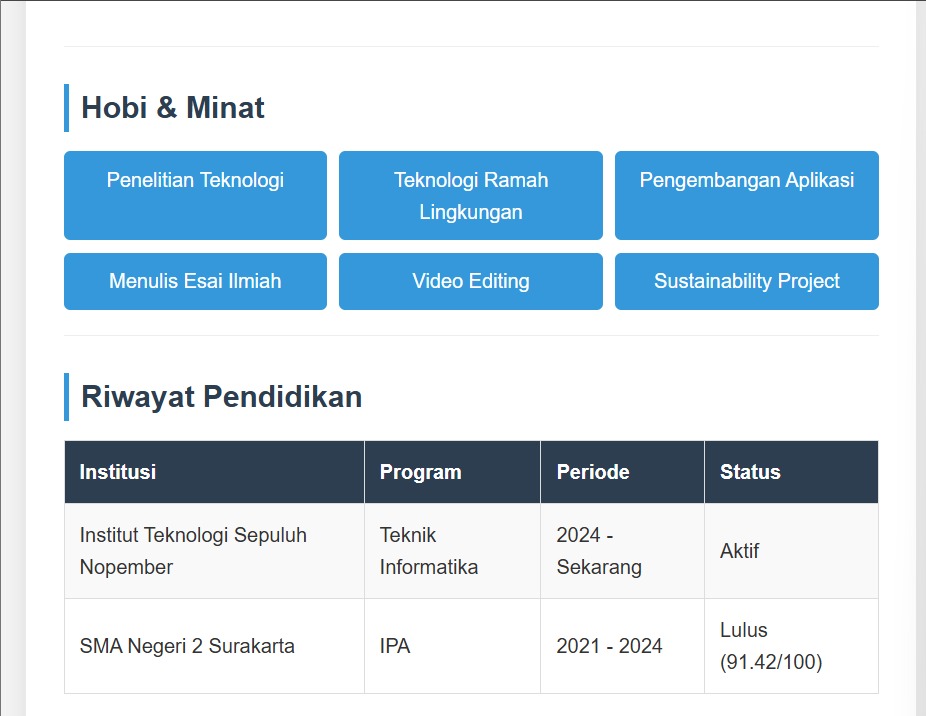 Hobi & Minat
Penelitian Teknologi
Teknologi Ramah
Lingkungan
Pengembangan Aplikasi
Menulis Esai Ilmiah
Video Editing
Sustainability Project
Riwayat Pendidikan
Institusi Program Periode Status
Institut Teknologi Sepuluh
Nopember
Teknik
Informatika
2024 -
Sekarang
Aktif
SMA Negeri 2 Surakarta
IPA
2021 - 2024
Lulus
(91.42/100)